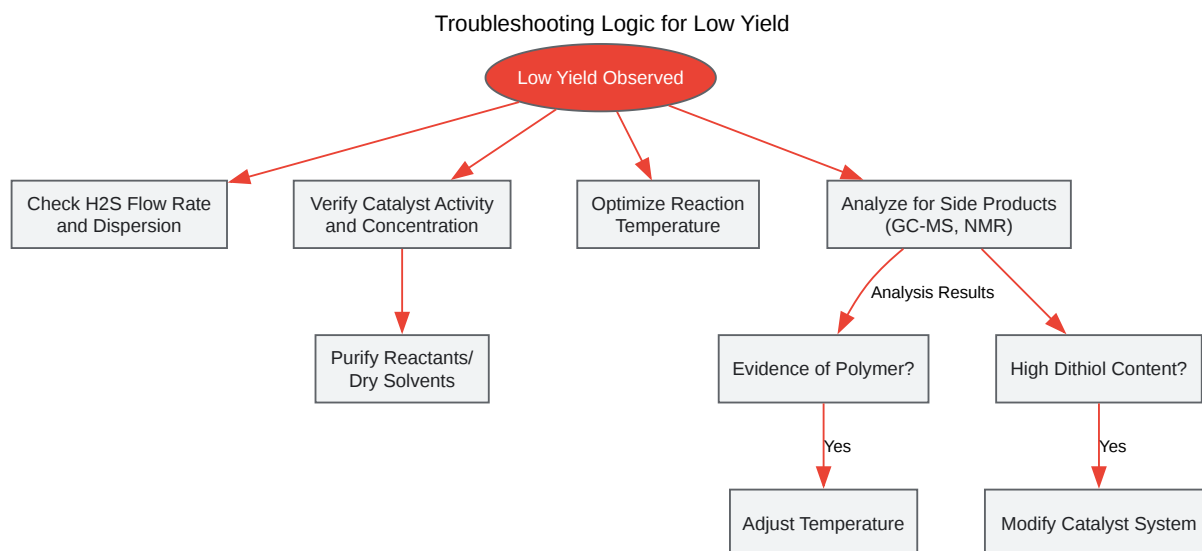 Troubleshooting Logic for Low Yield
Low Yield Observed
Check H2S Flow Rate
and Dispersion
Verify Catalyst Activity
and Concentration
Optimize Reaction
Temperature
Analyze for Side Products
(GC-MS, NMR)
Analysis Results
Purify Reactants/
Dry Solvents
Evidence of Polymer?
High Dithiol Content?
Yes
Yes
Adjust Temperature
Modify Catalyst System